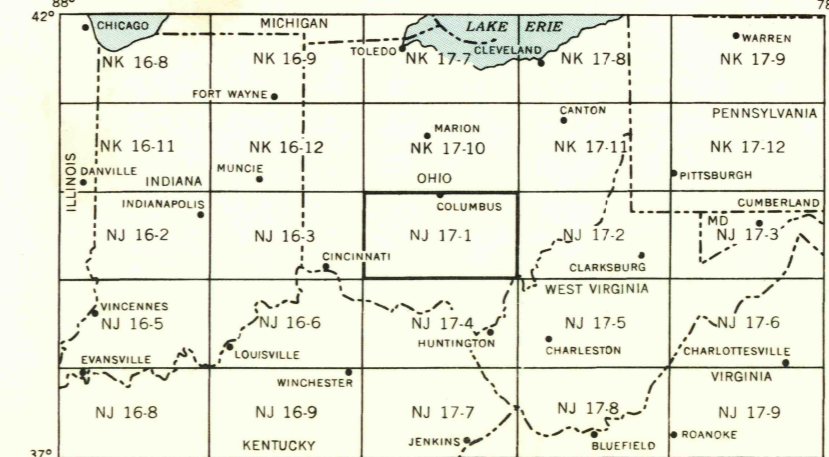 88° 78
42° CHICAGO MICHIGAN LAKE ERIE
TOLEDO CLEVELAND WARREN
NK 16-8 NK 16-9 NK 17-7 NK 17-8 NK 17-9
FORT WAYNE
CANTON PENNSYLVANIA
MARION
NK 16-11 NK 16-12 NK 17-10 NK 17-11 NK 17-12
ILLINOIS DANVILLE INDIANA MUNCIE OHIO PITTSBURGH
INDIANAPOLIS COLUMBUS CUMBERLAND
MD
NJ 16-2 NJ 16-3 NJ 17-1 NJ 17-2 NJ 17-3
CINCINNATI CLARKSBURG
WEST VIRGINIA
VINCENNES
NJ 16-5 NJ 16-6 NJ 17-4 NJ 17-5 NJ 17-6
HUNTINGTON
EVANSVILLE LOUISVILLE CHARLESTON CHARLOTTESVILLE
WINCHESTER VIRGINIA
NJ 16-8 NJ 16-9 NJ 17-7 NJ 17-8 NJ 17-9
37° KENTUCKY JENKINS BLUEFIELD ROANOKE